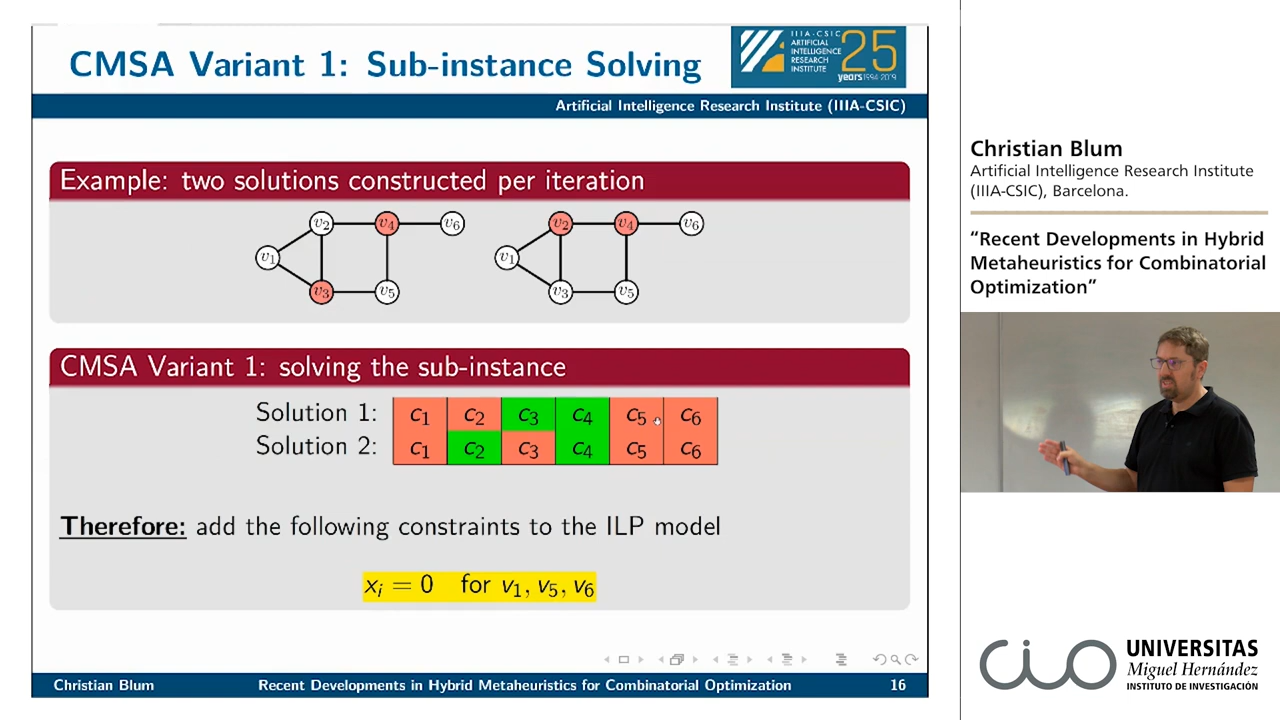 CMSA Variant 1: Sub-instance Solving
IIIA-CSIC
ARTIFICIAL
INTELLIGENCE
RESEARCH
INSTITUTE
25
years 1994-2019
Artificial Intelligence Research Institute (IIIA-CSIC)
Example: two solutions constructed per iteration
v2 v4 v6 v2 v4 v6
v1 v1
v3 v5 v3 v5
CMSA Variant 1: solving the sub-instance
Solution 1: c1 c2 c3 c4 c5 c6
Solution 2: c1 c2 c3 c4 c5 c6
Therefore: add the following constraints to the ILP model
xi = 0 for v1, v5, v6
Christian Blum Recent Developments in Hybrid Metaheuristics for Combinatorial Optimization 16
Christian Blum
Artificial Intelligence Research Institute
(IIIA-CSIC), Barcelona.
“Recent Developments in Hybrid
Metaheuristics for Combinatorial
Optimization”
cio
UNIVERSITAS
Miguel Hernández
INSTITUTO DE INVESTIGACIÓN